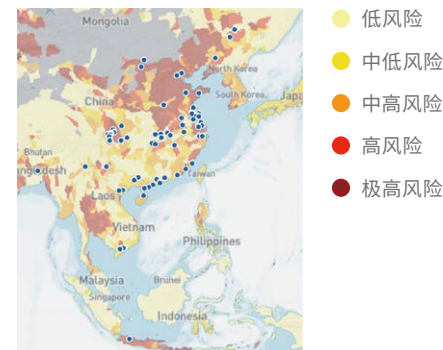 Mongolia
低风险
中低风险
North Korea
South Korea
Japa
China
中高风险
高风险
Bhutan
ngladesh
Taiwan
极高风险
Laos
Vietnam
Philippines
Malaysia
Brunei
Singapore
Indonesia